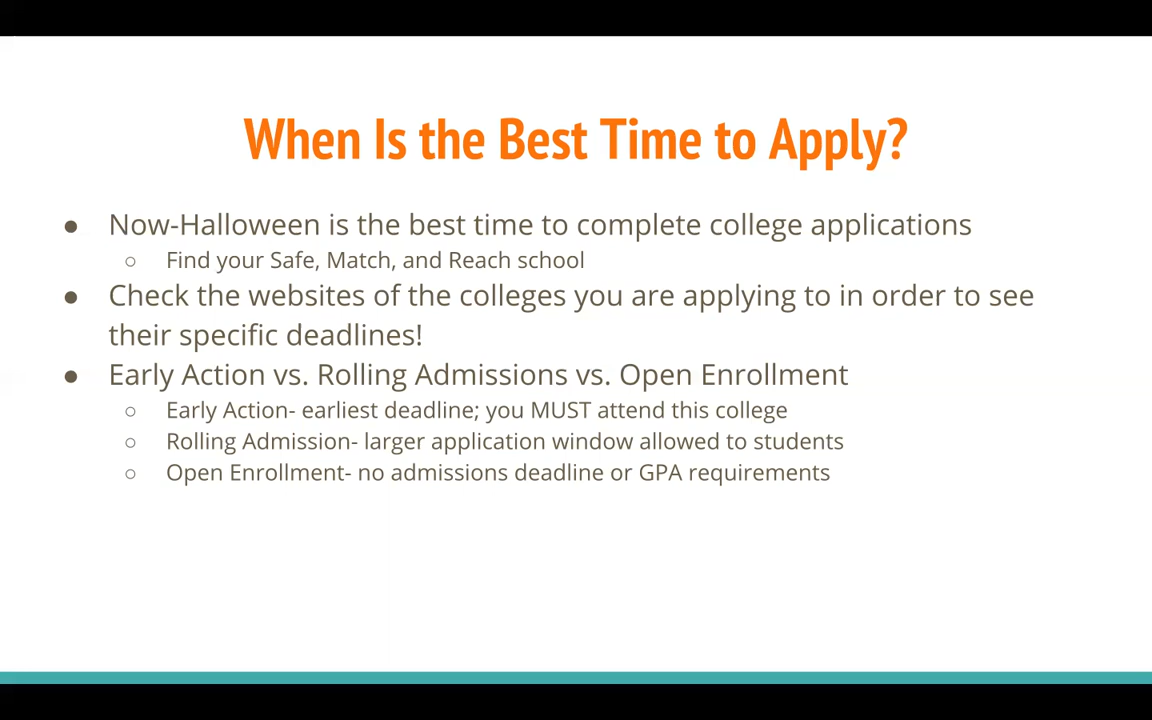 When Is the Best Time to Apply?
● Now-Halloween is the best time to complete college applications
○ Find your Safe, Match, and Reach school
● Check the websites of the colleges you are applying to in order to see
their specific deadlines!
● Early Action vs. Rolling Admissions vs. Open Enrollment
○ Early Action- earliest deadline; you MUST attend this college
○ Rolling Admission- larger application window allowed to students
○ Open Enrollment- no admissions deadline or GPA requirements